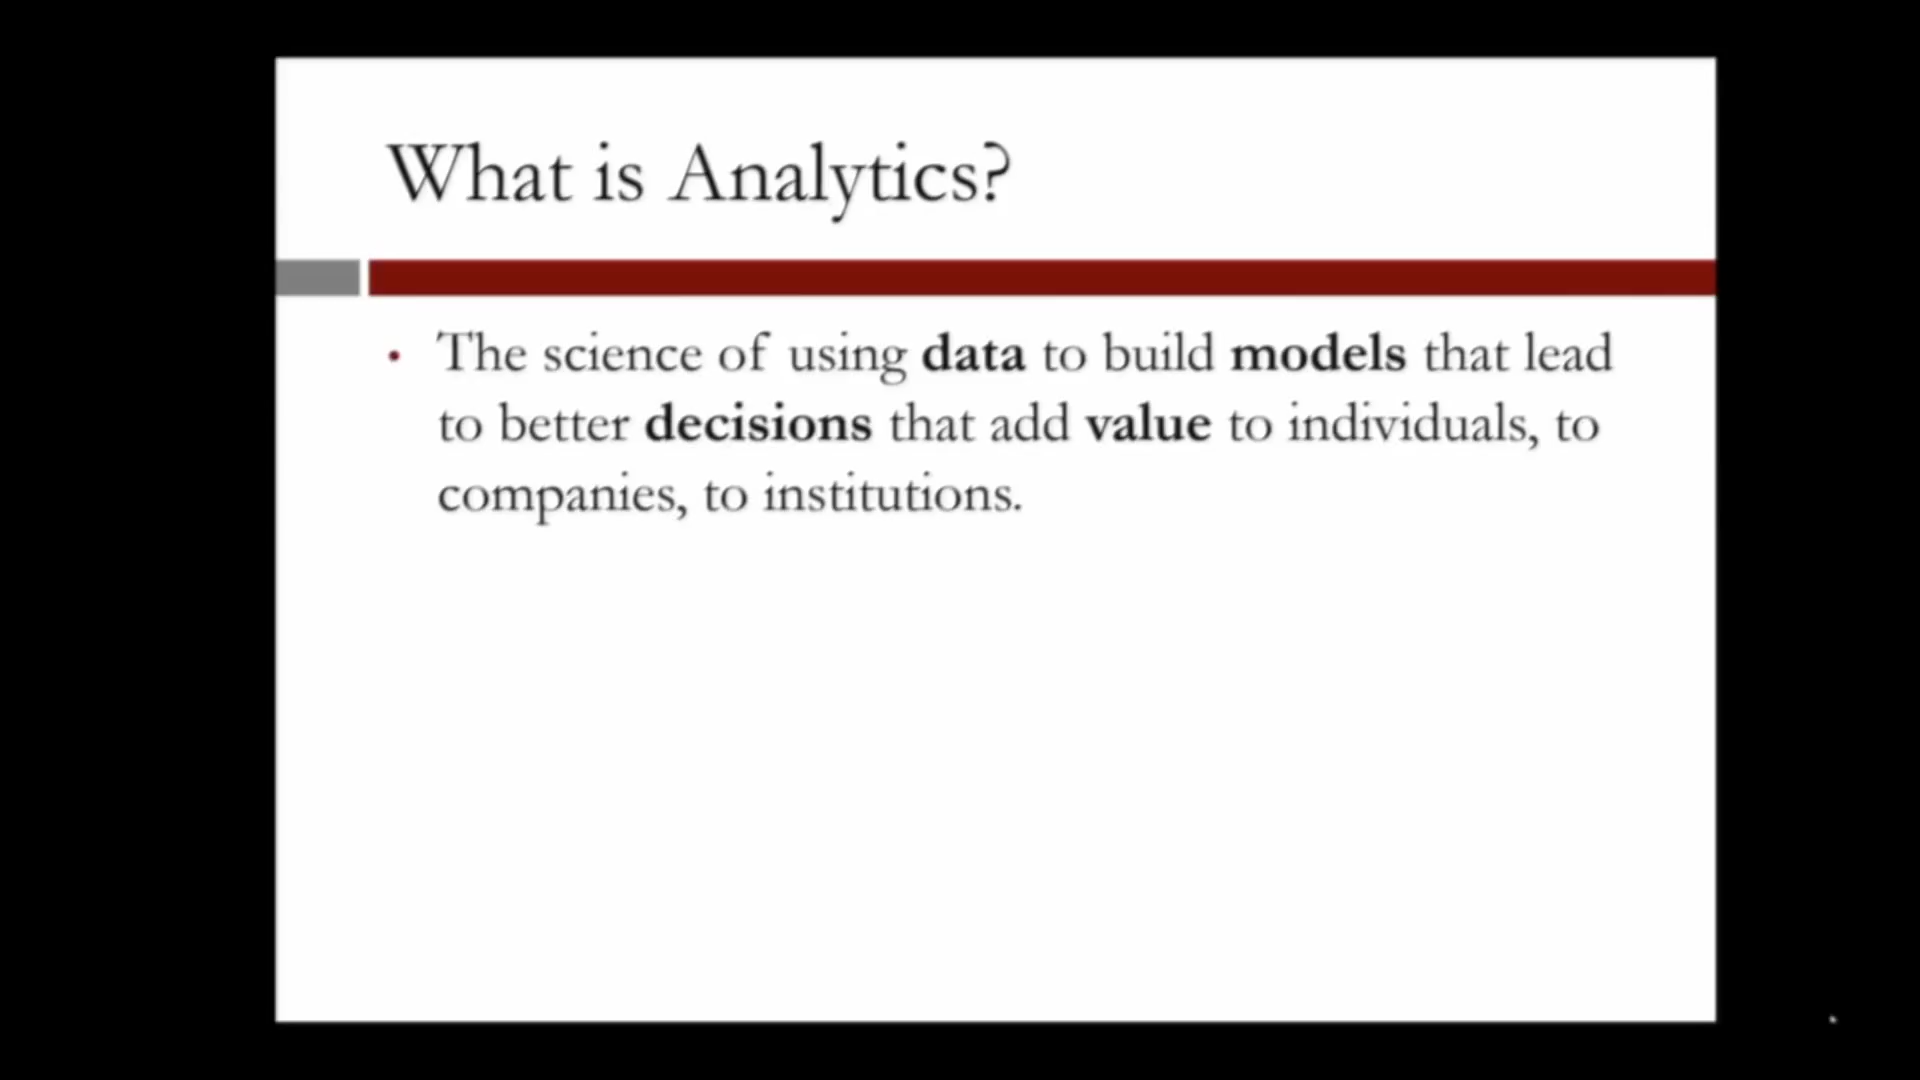 What is Analytics?
• The science of using data to build models that lead
to better decisions that add value to individuals, to
companies, to institutions.